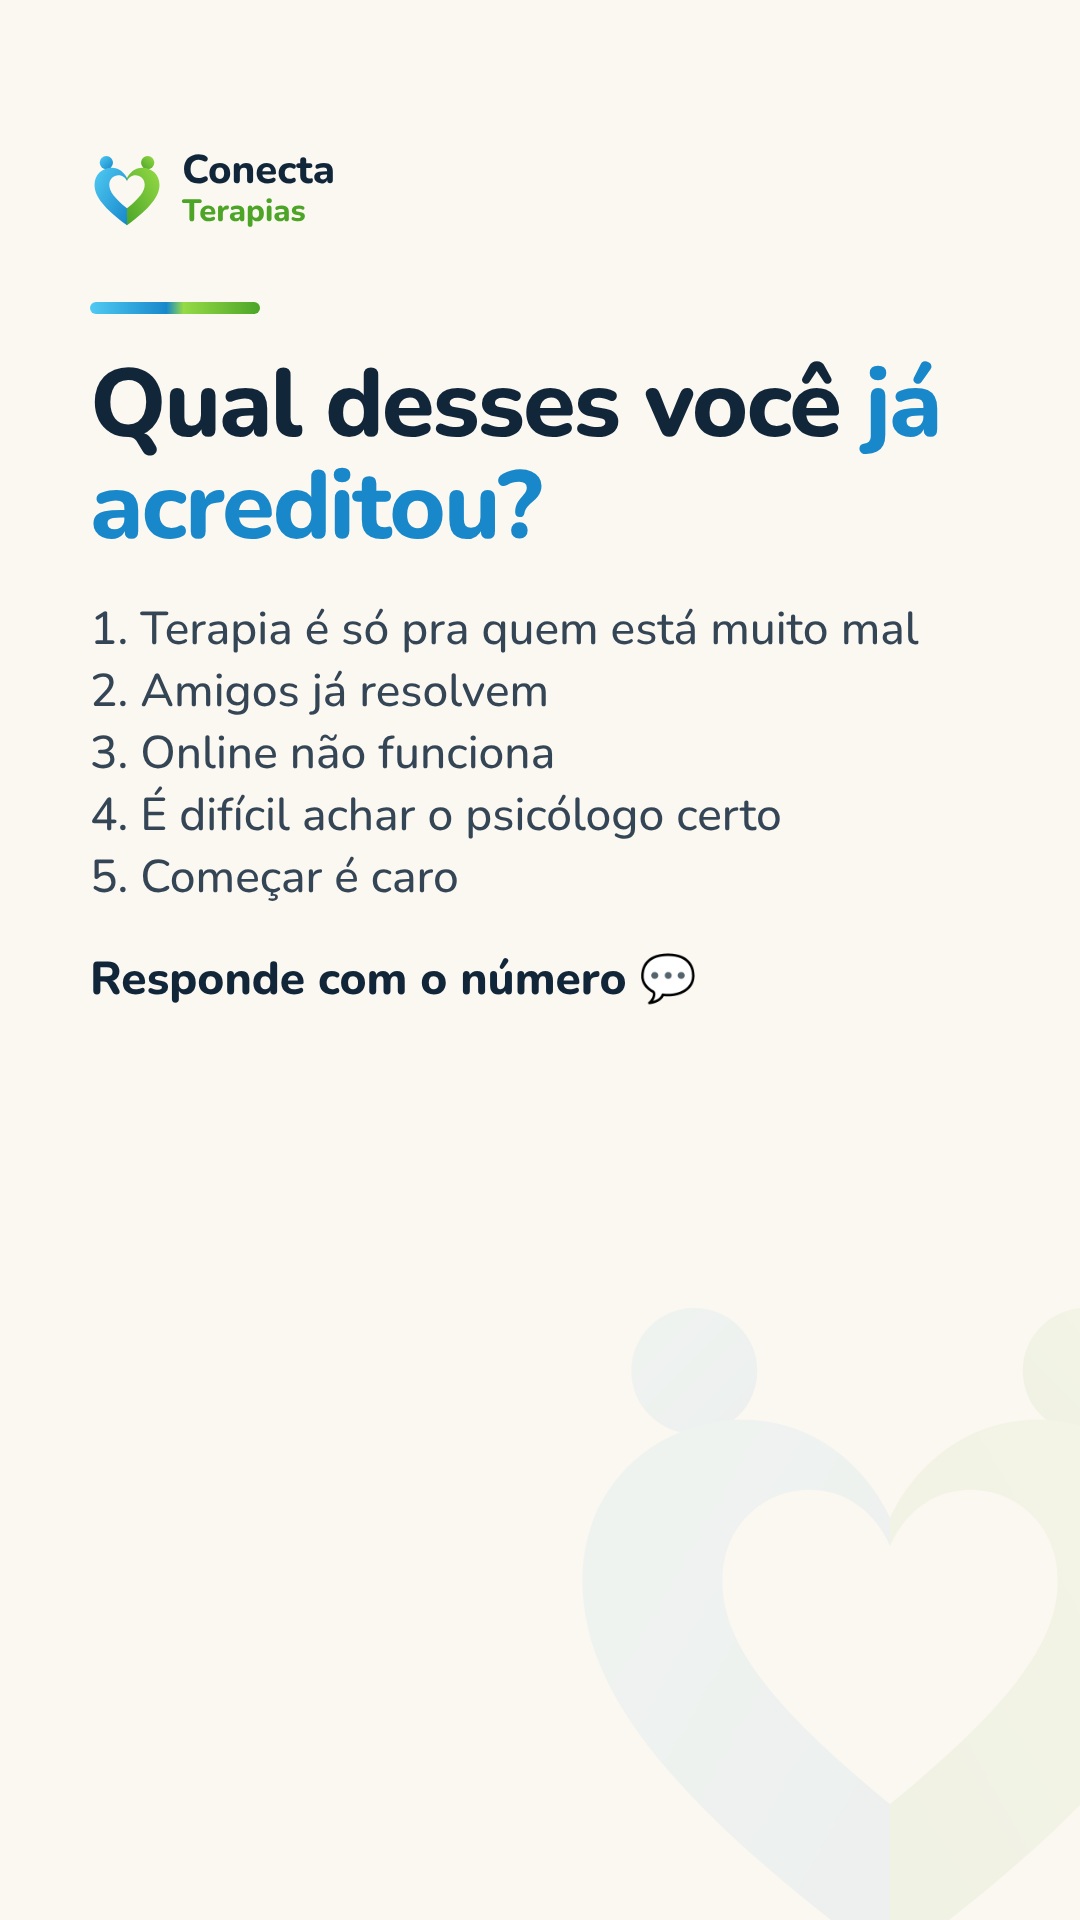 Conecta
Terapias
Qual desses você já
acreditou?
1. Terapia é só pra quem está muito mal
2. Amigos já resolvem
3. Online não funciona
4. É difícil achar o psicólogo certo
5. Começar é caro
Responde com o número 💬